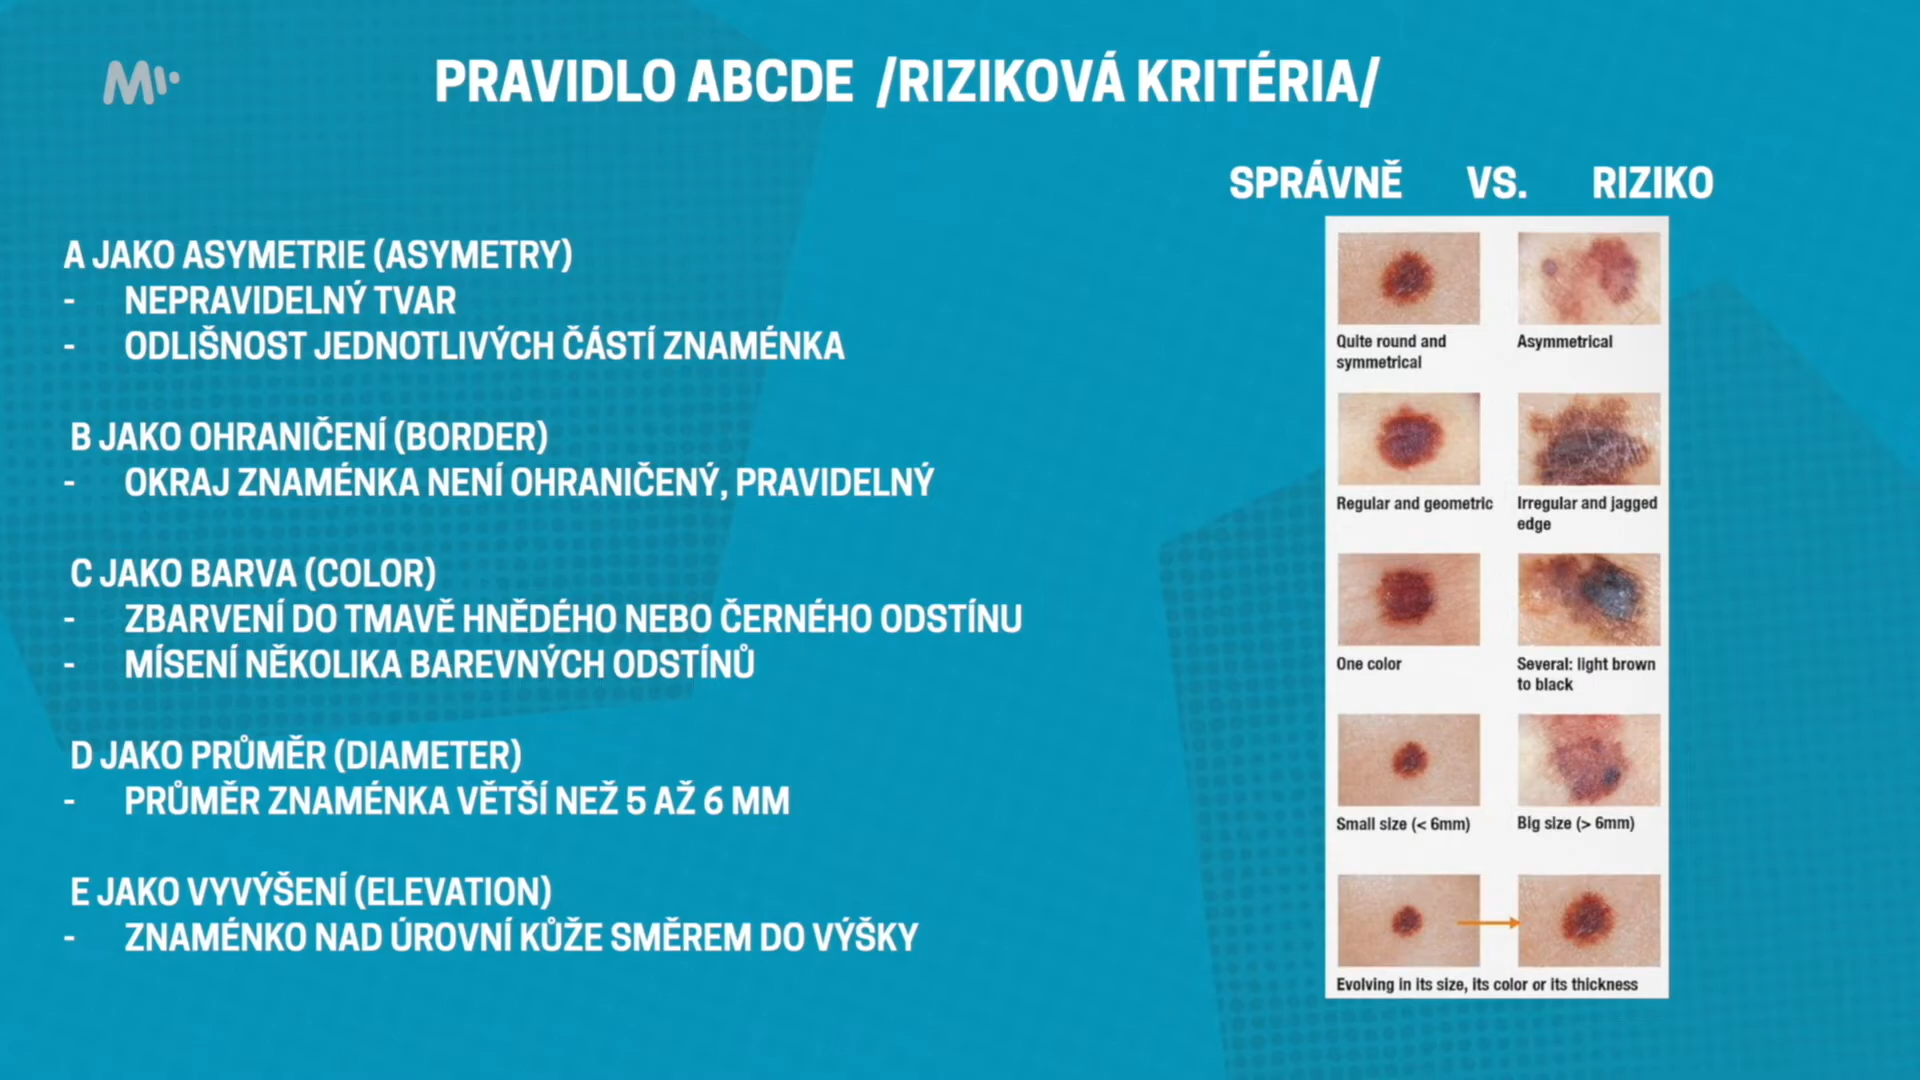 PRAVIDLO ABCDE /RIZIKOVÁ KRITÉRIA/
A JAKO ASYMETRIE (ASYMETRY)
- NEPRAVIDELNÝ TVAR
- ODLIŠNOST JEDNOTLIVÝCH ČÁSTÍ ZNAMÉNKA
B JAKO OHRANIČENÍ (BORDER)
- OKRAJ ZNAMÉNKA NENÍ OHRANIČENÝ, PRAVIDELNÝ
C JAKO BARVA (COLOR)
- ZBARVENÍ DO TMAVĚ HNĚDÉHO NEBO ČERNÉHO ODSTÍNU
- MÍSENÍ NĚKOLIKA BAREVNÝCH ODSTÍNŮ
D JAKO PRŮMĚR (DIAMETER)
- PRŮMĚR ZNAMÉNKA VĚTŠÍ NEŽ 5 AŽ 6 MM
E JAKO VYVÝŠENÍ (ELEVATION)
- ZNAMÉNKO NAD ÚROVNÍ KŮŽE SMĚREM DO VÝŠKY
SPRÁVNĚ VS. RIZIKO
Quite round and
symmetrical
Asymmetrical
Regular and geometric
Irregular and jagged
edge
One color
Several: light brown
to black
Small size (< 6mm)
Big size (> 6mm)
Evolving in its size, its color or its thickness